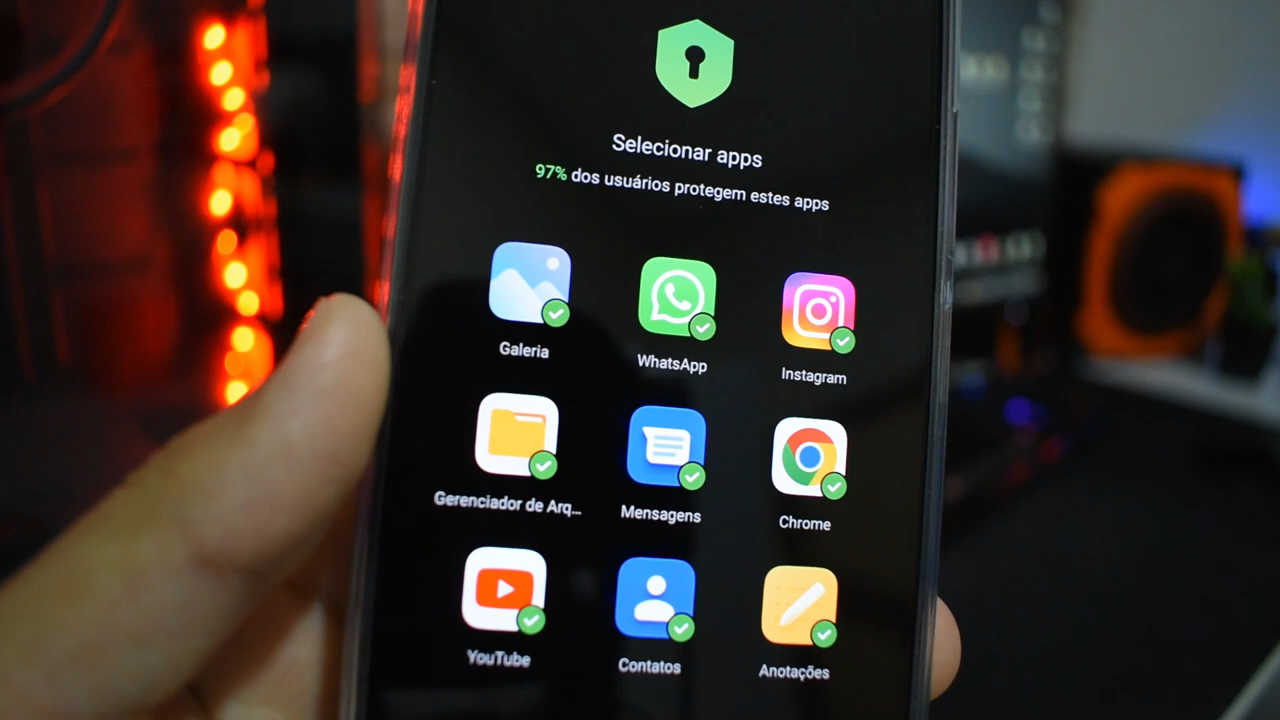 Selecionar apps
97% dos usuários protegem estes apps
Galeria
WhatsApp
Instagram
Gerenciador de Arq...
Mensagens
Chrome
YouTube
Contatos
Anotações